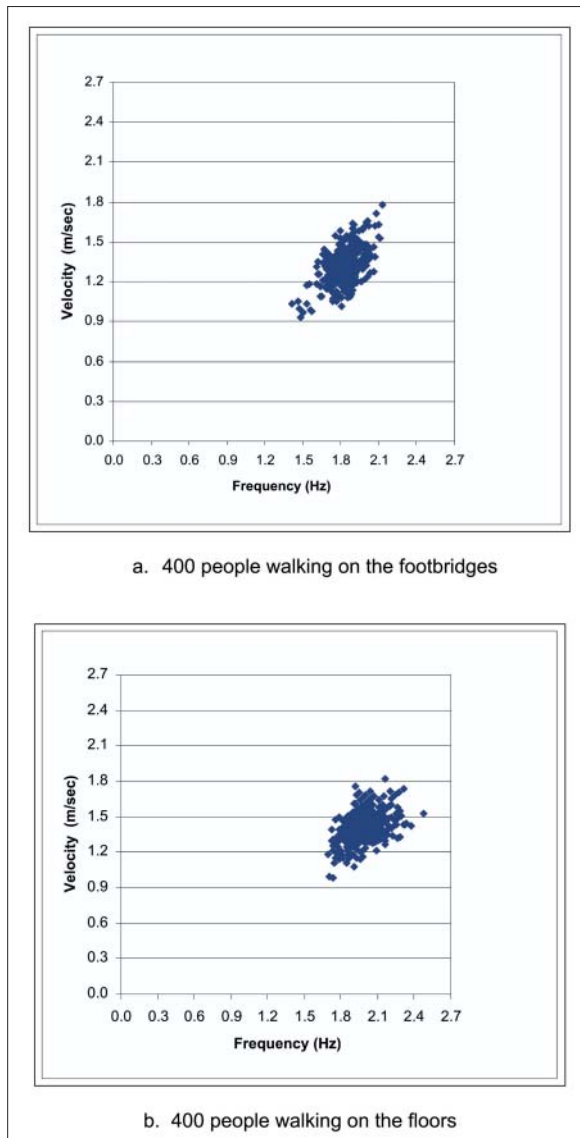 2.7
2.4
2.1
1.8
1.5
1.2
0.9
0.6
0.3
0.0
Velocity (m/sec)
0.0 0.3 0.6 0.9 1.2 1.5 1.8 2.1 2.4 2.7
Frequency (Hz)
a. 400 people walking on the footbridges
2.7
2.4
2.1
1.8
1.5
1.2
0.9
0.6
0.3
0.0
Velocity (m/sec)
0.0 0.3 0.6 0.9 1.2 1.5 1.8 2.1 2.4 2.7
Frequency (Hz)
b. 400 people walking on the floors